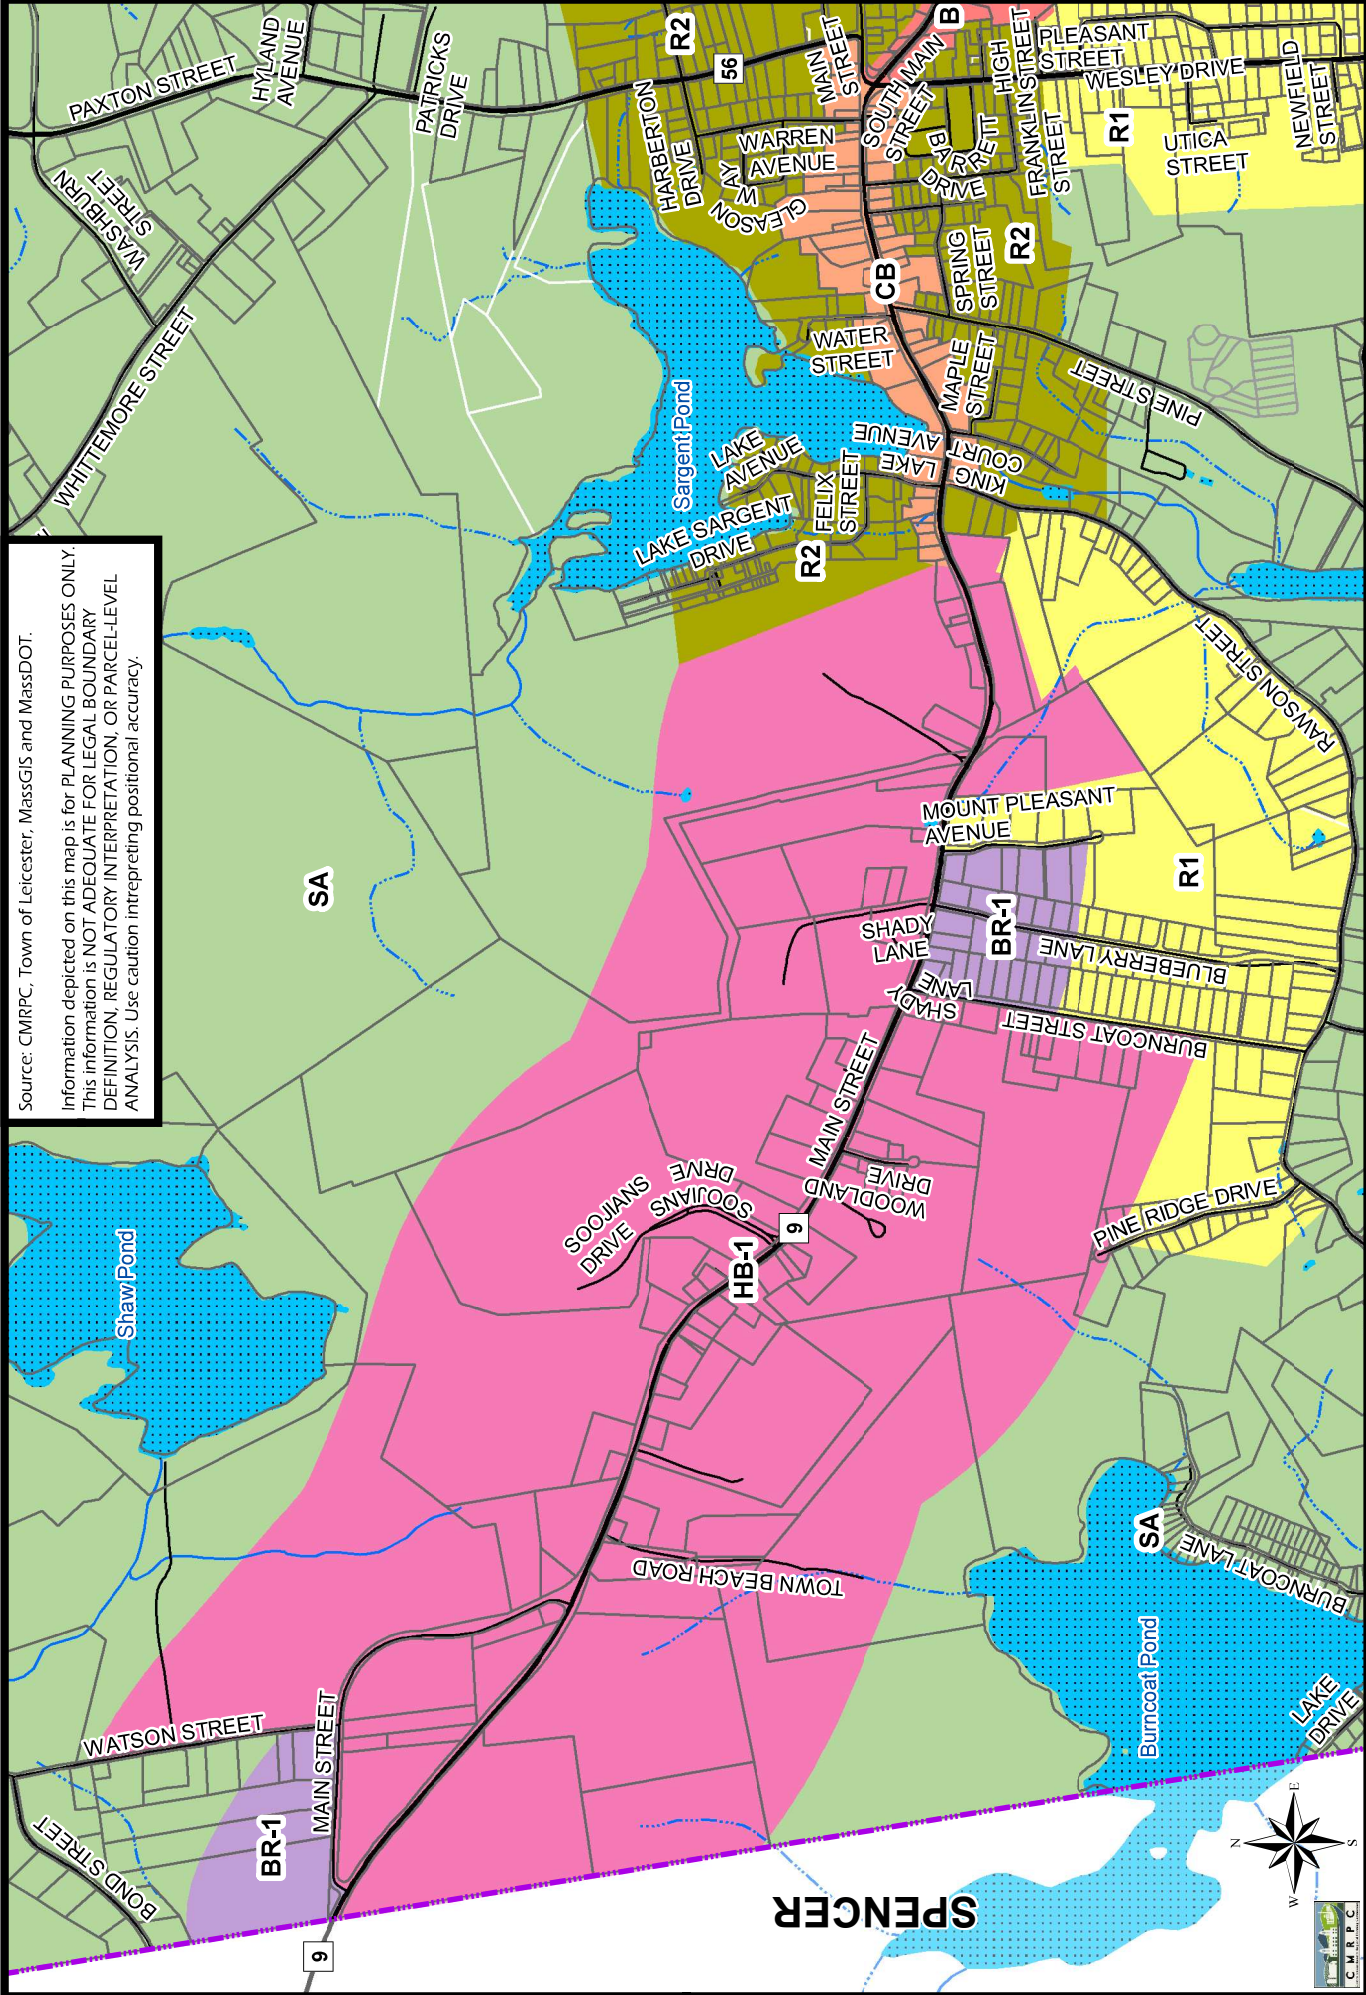 Source: CMRPC, Town of Leicester, MassGIS and MassDOT.
Information depicted on this map is for PLANNING PURPOSES ONLY.
This information is NOT ADEQUATE FOR LEGAL BOUNDARY
DEFINITION, REGULATORY INTERPRETATION, OR PARCEL-LEVEL
ANALYSIS. Use caution intrepreting positional accuracy.
PAXTON STREET
HYLAND
AVENUE
PATRICKS
DRIVE
WASHBURN
STREET
WHITTEMORE STREET
R2
56
HARBERTON
DRIVE
MAIN
STREET
WARREN
AVENUE
GLEASON
WAY
SOUTH MAIN
STREET
B
HIGH
STREET
FRANKLIN
STREET
BARRETT
DRIVE
PLEASANT
STREET
WESLEY DRIVE
R1
UTICA
STREET
NEWFIELD
STREET
CB
SPRING
STREET
R2
WATER
STREET
MAPLE
STREET
PINE STREET
Sargent Pond
LAKE
AVENUE
LAKE
AVENUE
KING
COURT
LAKE SARGENT
DRIVE
FELIX
STREET
R2
RAWSON STREET
SA
MOUNT PLEASANT
AVENUE
R1
BR-1
SHADY
LANE
SHADY
LANE
BLUEBERRY LANE
BURNCOAT STREET
MAIN STREET
WOODLAND
DRIVE
SOOJIANS
DRIVE
SOOJIANS
DRIVE
9
HB-1
PINE RIDGE DRIVE
Shaw Pond
TOWN BEACH ROAD
SA
BURNCOAT LANE
Burncoat Pond
LAKE
DRIVE
WATSON STREET
MAIN STREET
BOND STREET
BR-1
9
SPENCER
N
E
S
W
CMRPC